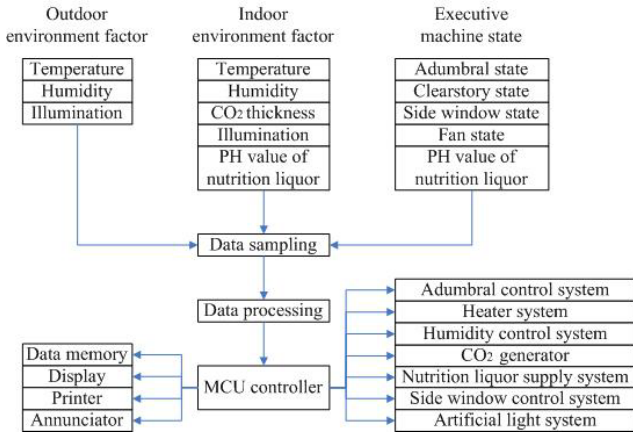 Outdoor
environment factor
Temperature
Humidity
Illumination
Indoor
environment factor
Temperature
Humidity
CO2 thickness
Illumination
PH value of
nutrition liquor
Executive
machine state
Adumbral state
Clearstory state
Side window state
Fan state
PH value of
nutrition liquor
Data sampling
Data processing
MCU controller
Data memory
Display
Printer
Annunciator
Adumbral control system
Heater system
Humidity control system
CO2 generator
Nutrition liquor supply system
Side window control system
Artificial light system